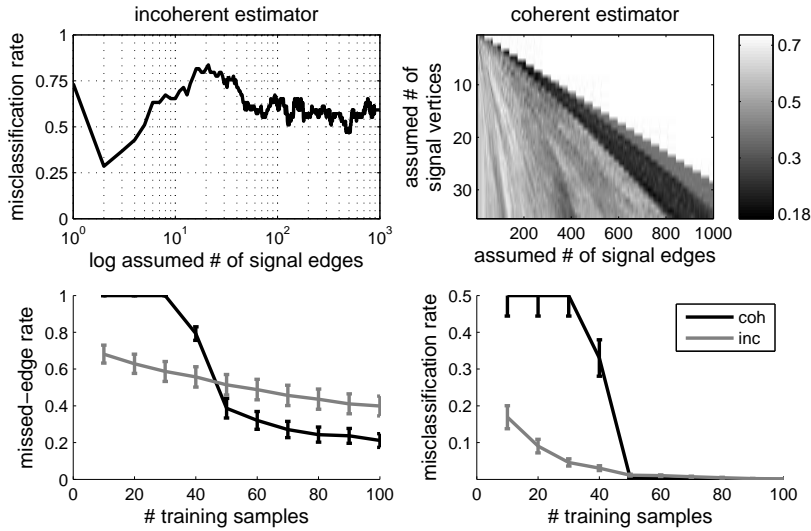 incoherent estimator
misclassification rate
1
0.75
0.5
0.25
0
10^0 10^1 10^2 10^3
log assumed # of signal edges
coherent estimator
assumed # of
signal vertices
10
20
30
200 400 600 800 1000
assumed # of signal edges
0.7
0.5
0.3
0.18
missed−edge rate
1
0.8
0.6
0.4
0.2
0
0 20 40 60 80 100
# training samples
misclassification rate
0.5
0.4
0.3
0.2
0.1
0 20 40 60 80 100
# training samples
coh
inc